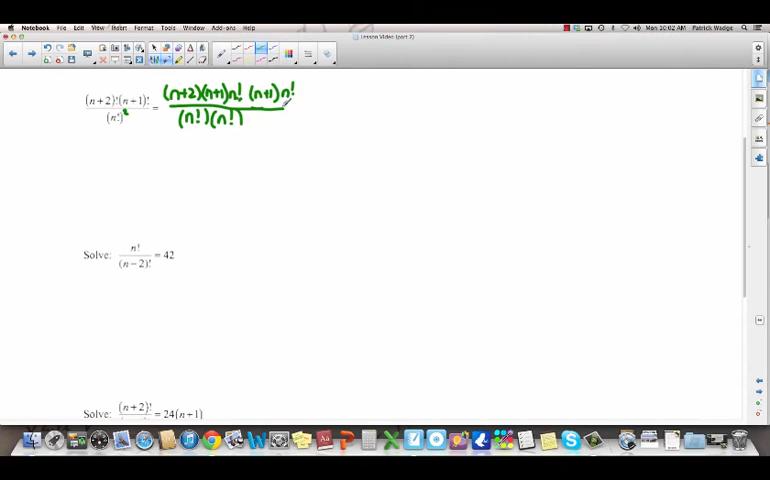 Notebook File Edit View Insert Format Tools Window Add-ons Help Mon 10:02 AM Patrick Wadge
Lesson Video (part 2)
(n+2)!(n+1)! / (n!)² = (n+2)(n+1)n! (n+1)n! / (n!)(n!)
Solve: n! / (n−2)! = 42
Solve: (n+2)! = 24(n+1)